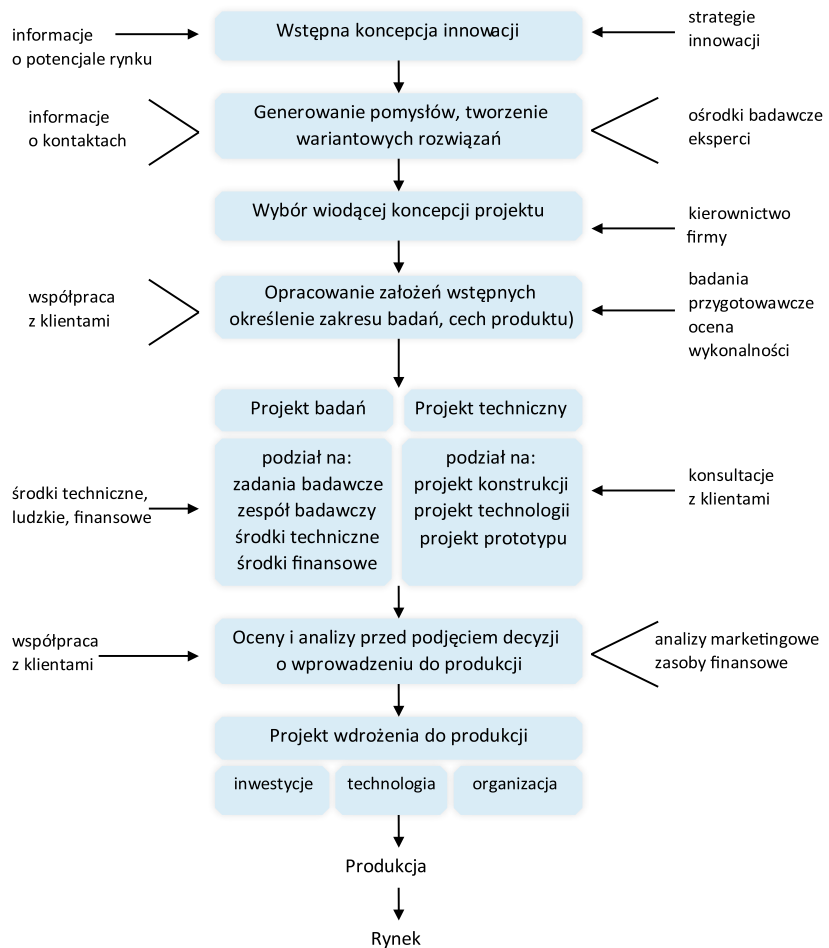 informacje
o potencjale rynku
Wstępna koncepcja innowacji
strategie
innowacji
informacje
o kontaktach
Generowanie pomysłów, tworzenie
wariantowych rozwiązań
ośrodki badawcze
eksperci
Wybór wiodącej koncepcji projektu
kierownictwo
firmy
współpraca
z klientami
Opracowanie założeń wstępnych
określenie zakresu badań, cech produktu)
badania
przygotowawcze
ocena
wykonalności
Projekt badań
Projekt techniczny
środki techniczne,
ludzkie, finansowe
podział na:
zadania badawcze
zespół badawczy
środki techniczne
środki finansowe
podział na:
projekt konstrukcji
projekt technologii
projekt prototypu
konsultacje
z klientami
współpraca
z klientami
Oceny i analizy przed podjęciem decyzji
o wprowadzeniu do produkcji
analizy marketingowe
zasoby finansowe
Projekt wdrożenia do produkcji
inwestycje
technologia
organizacja
Produkcja
Rynek